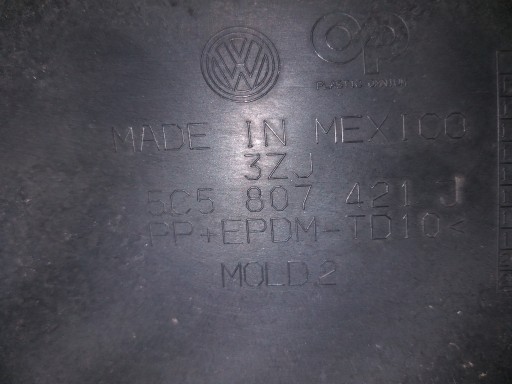 PLASTIC OMNIUM
MADE IN MEXICO
3ZJ
5C5 807 421 J
PP+EPDM-TD10<
MOLD.2